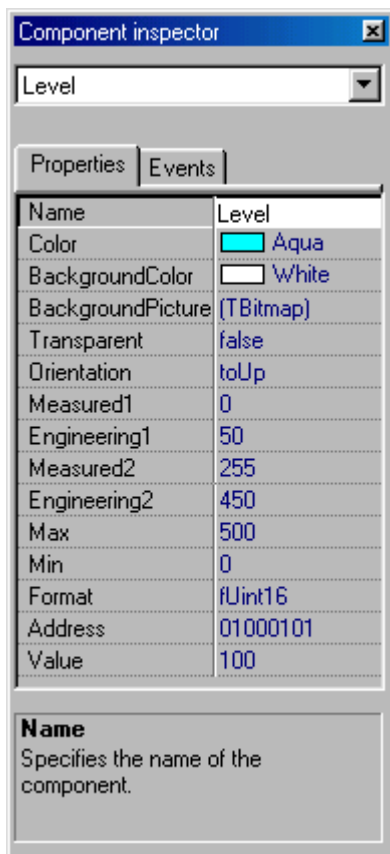 Component inspector
Level
Properties Events
Name Level
Color Aqua
BackgroundColor White
BackgroundPicture (TBitmap)
Transparent false
Orientation toUp
Measured1 0
Engineering1 50
Measured2 255
Engineering2 450
Max 500
Min 0
Format fUint16
Address 01000101
Value 100
Name
Specifies the name of the
component.